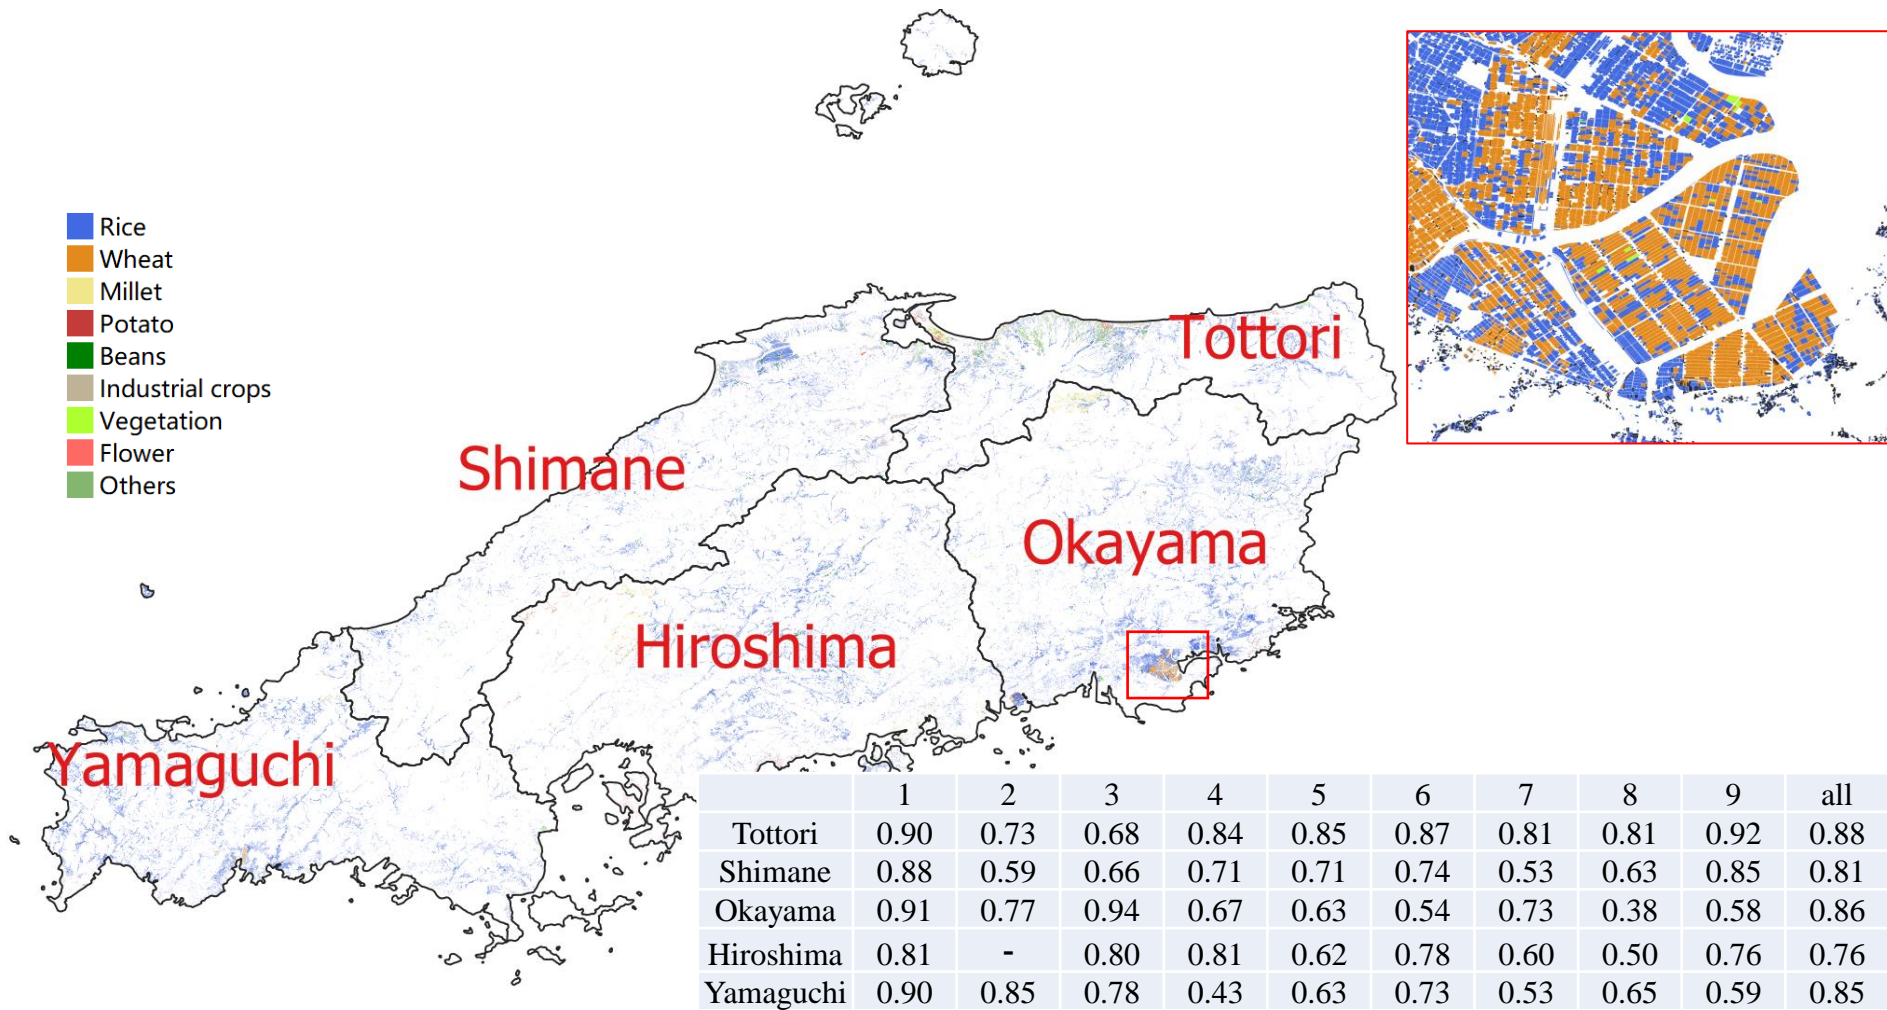 Rice
Wheat
Millet
Potato
Beans
Industrial crops
Vegetation
Flower
Others
Tottori
Shimane
Okayama
Hiroshima
Yamaguchi
1 2 3 4 5 6 7 8 9 all
Tottori 0.90 0.73 0.68 0.84 0.85 0.87 0.81 0.81 0.92 0.88
Shimane 0.88 0.59 0.66 0.71 0.71 0.74 0.53 0.63 0.85 0.81
Okayama 0.91 0.77 0.94 0.67 0.63 0.54 0.73 0.38 0.58 0.86
Hiroshima 0.81 - 0.80 0.81 0.62 0.78 0.60 0.50 0.76 0.76
Yamaguchi 0.90 0.85 0.78 0.43 0.63 0.73 0.53 0.65 0.59 0.85